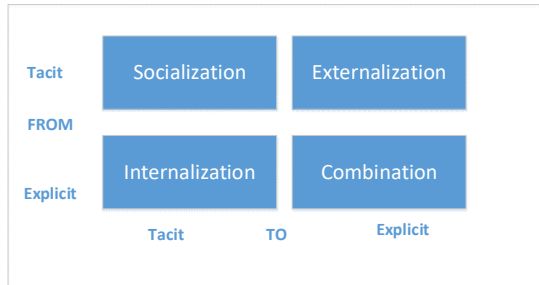 Tacit
Socialization
Externalization
FROM
Explicit
Internalization
Combination
Tacit
TO
Explicit